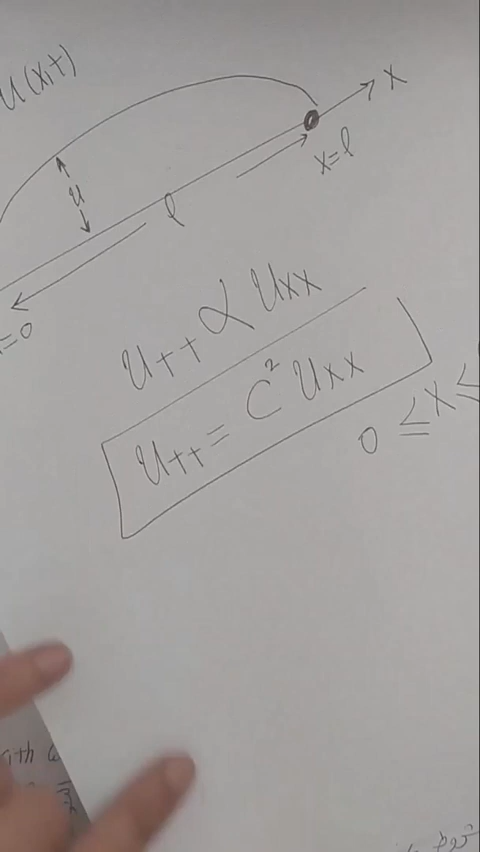 U(x,t)
x
u
l
x=l
=0
Utt ∝ Uxx
Utt = C² Uxx
0 ≤ x ≤